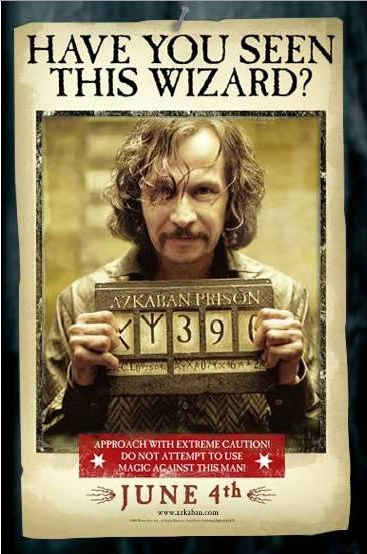 HAVE YOU SEEN
THIS WIZARD?
AZKABAN PRISON
390
APPROACH WITH EXTREME CAUTION!
DO NOT ATTEMPT TO USE
MAGIC AGAINST THIS MAN!
JUNE 4th
www.azkaban.com